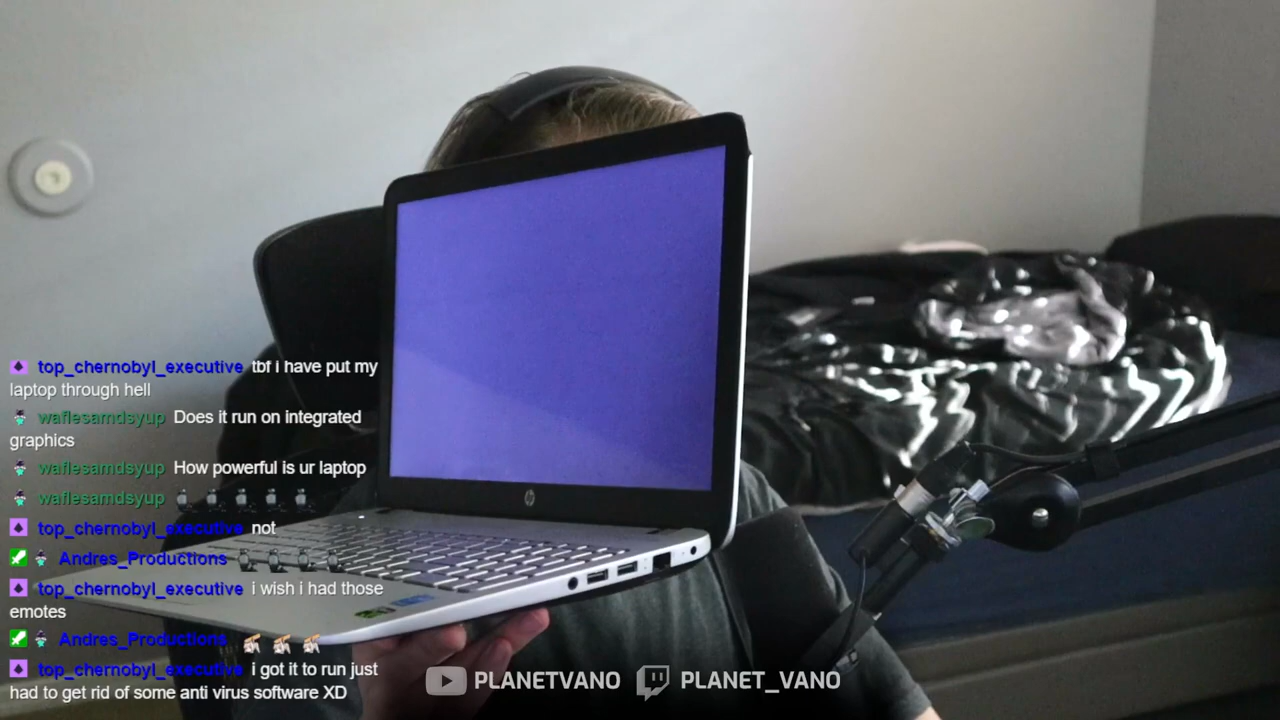 top_chernobyl_executive tbf i have put my
laptop through hell
waflesamdsyup Does it run on integrated
graphics
waflesamdsyup How powerful is ur laptop
waflesamdsyup
top_chernobyl_executive not
Andres_Productions
top_chernobyl_executive i wish i had those
emotes
Andres_Productions
top_chernobyl_executive i got it to run just
had to get rid of some anti virus software XD
hp
PLANETVANO PLANET_VANO